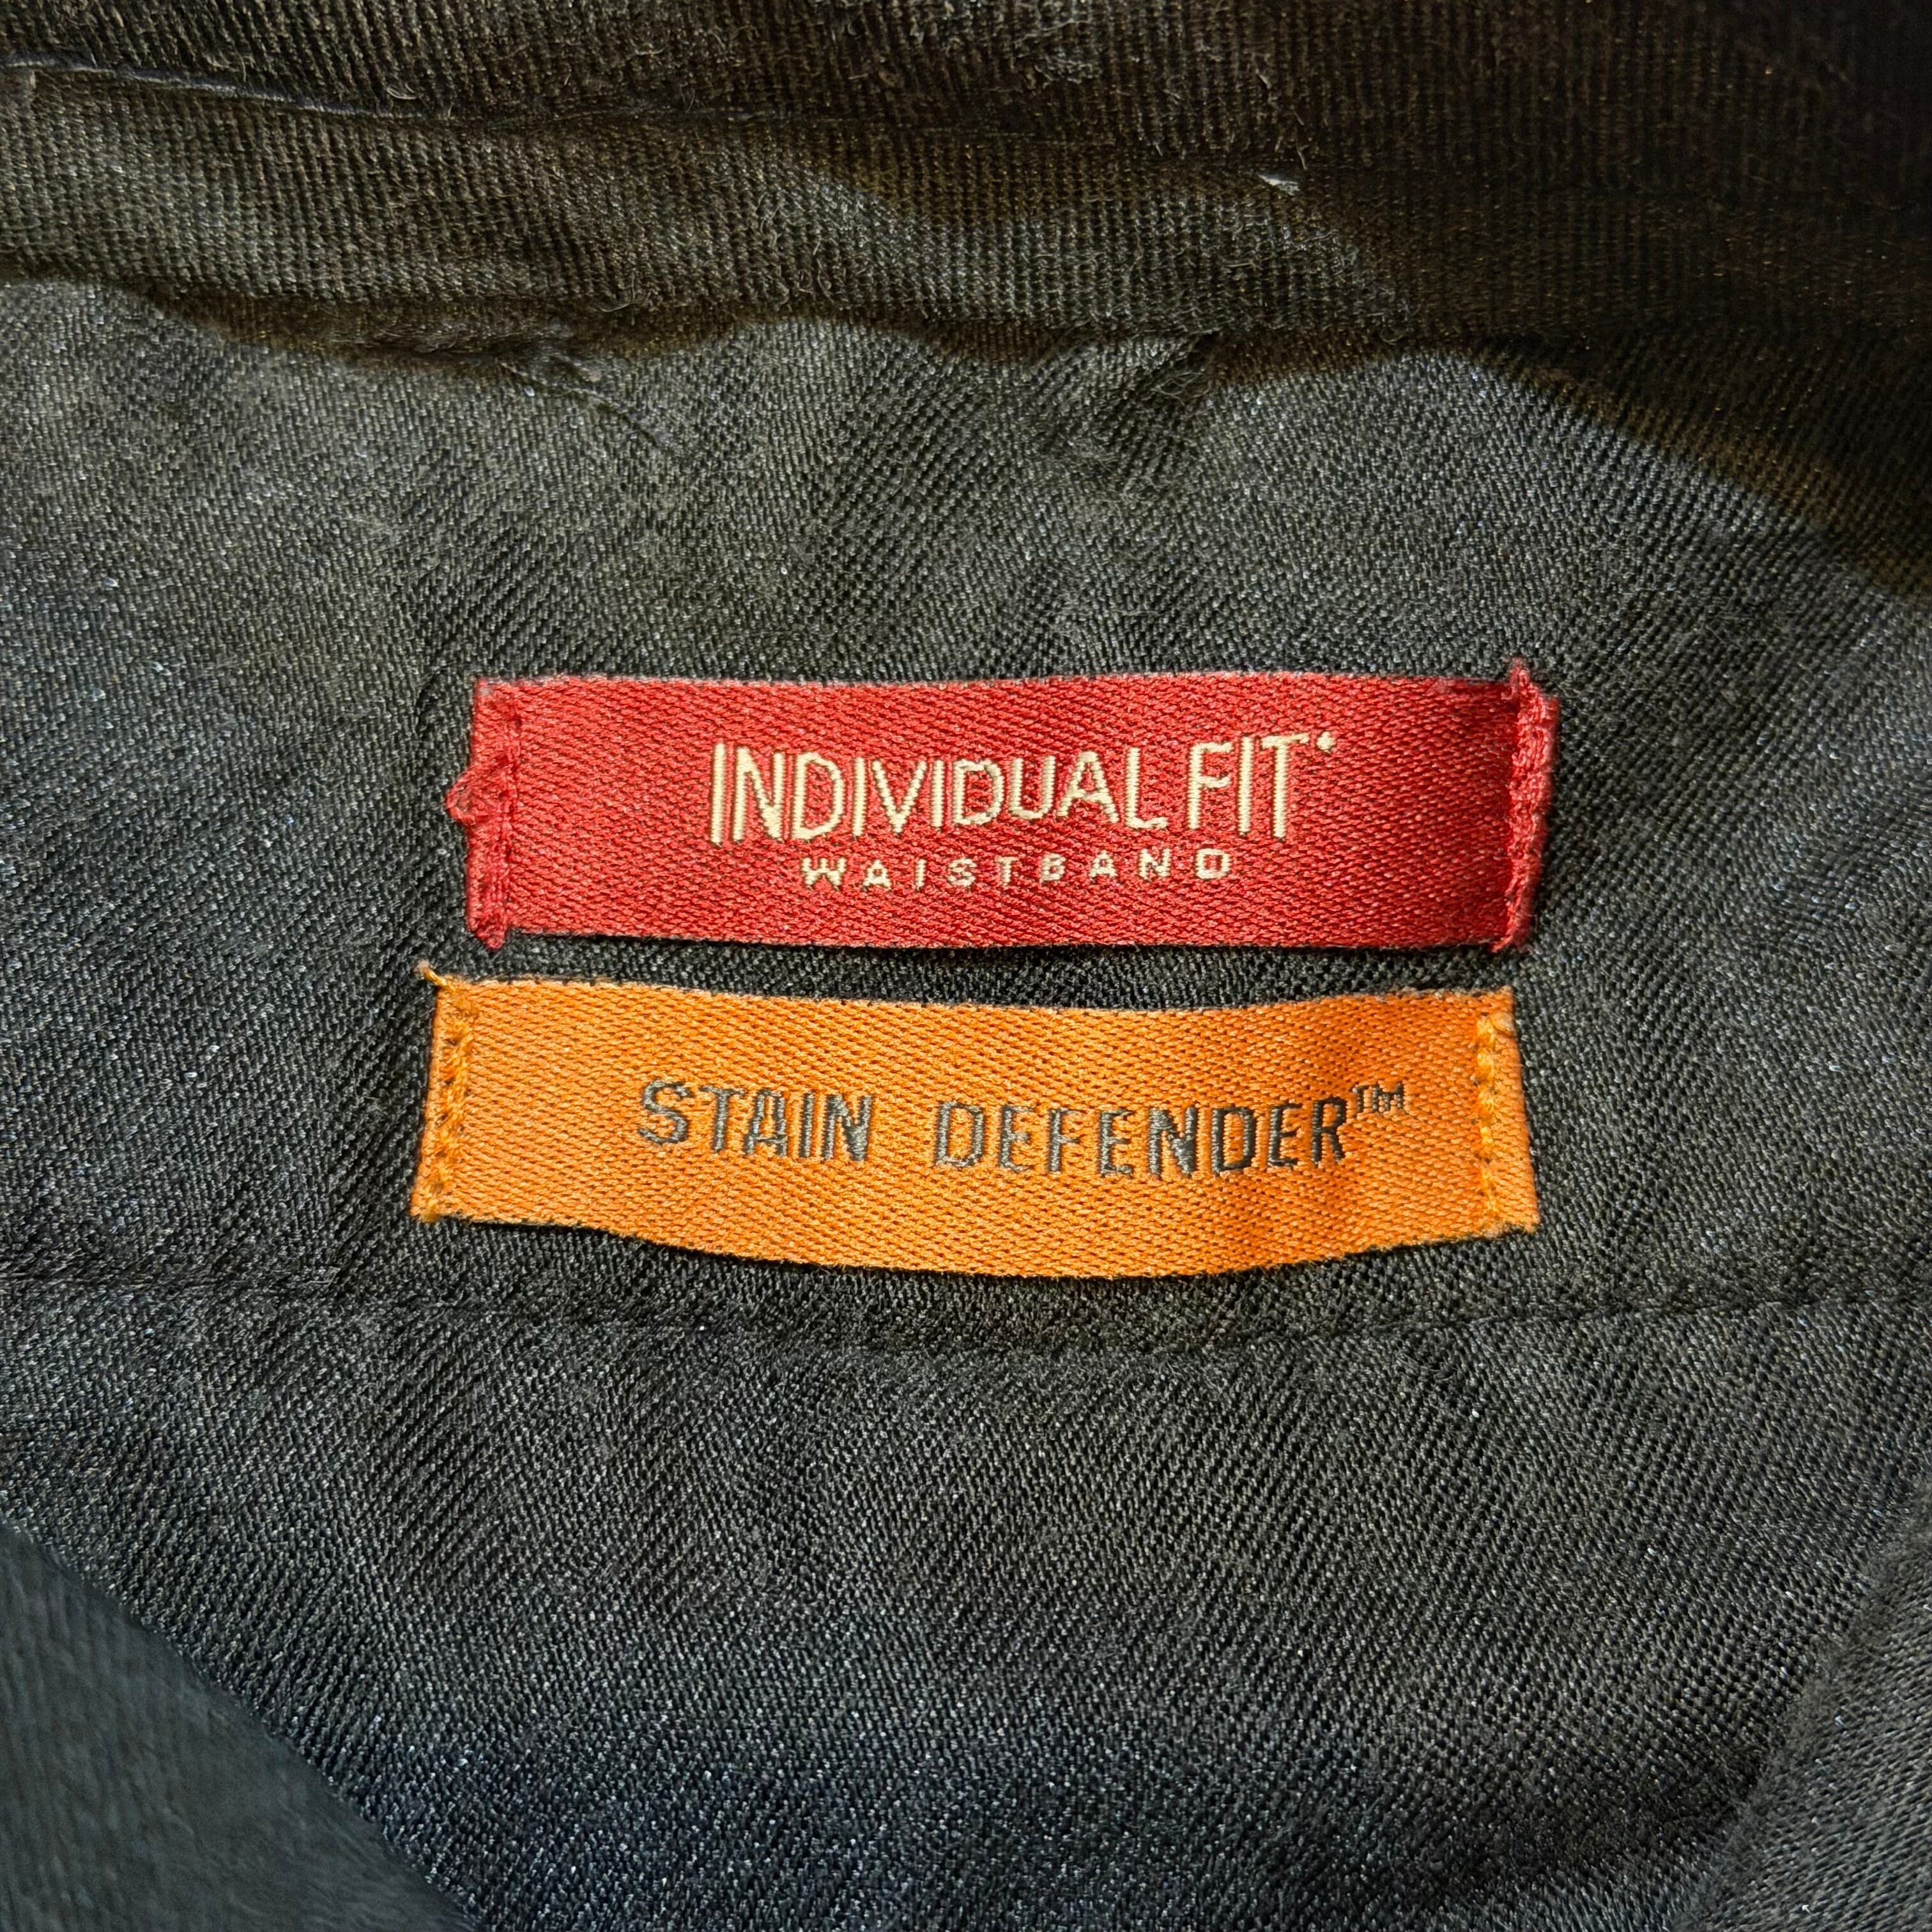 INDIVIDUAL FIT
WAISTBAND
STAIN DEFENDER™